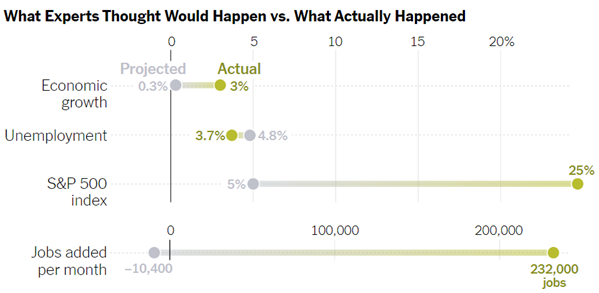 What Experts Thought Would Happen vs. What Actually Happened
0 5 10 15 20%
Projected Actual
Economic 0.3% 3%
growth
Unemployment 3.7% 4.8%
25%
S&P 500 5%
index
0 100,000 200,000
Jobs added
per month −10,400 232,000
jobs